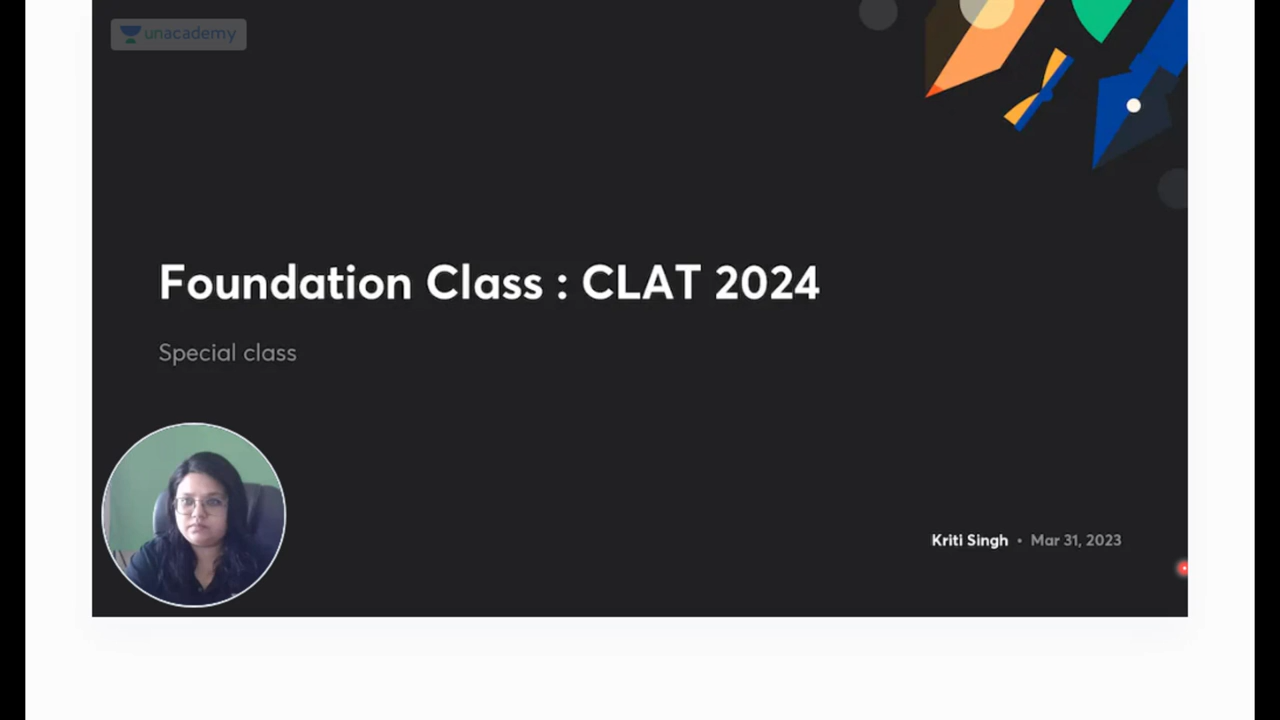 unacademy
Foundation Class : CLAT 2024
Special class
Kriti Singh • Mar 31, 2023